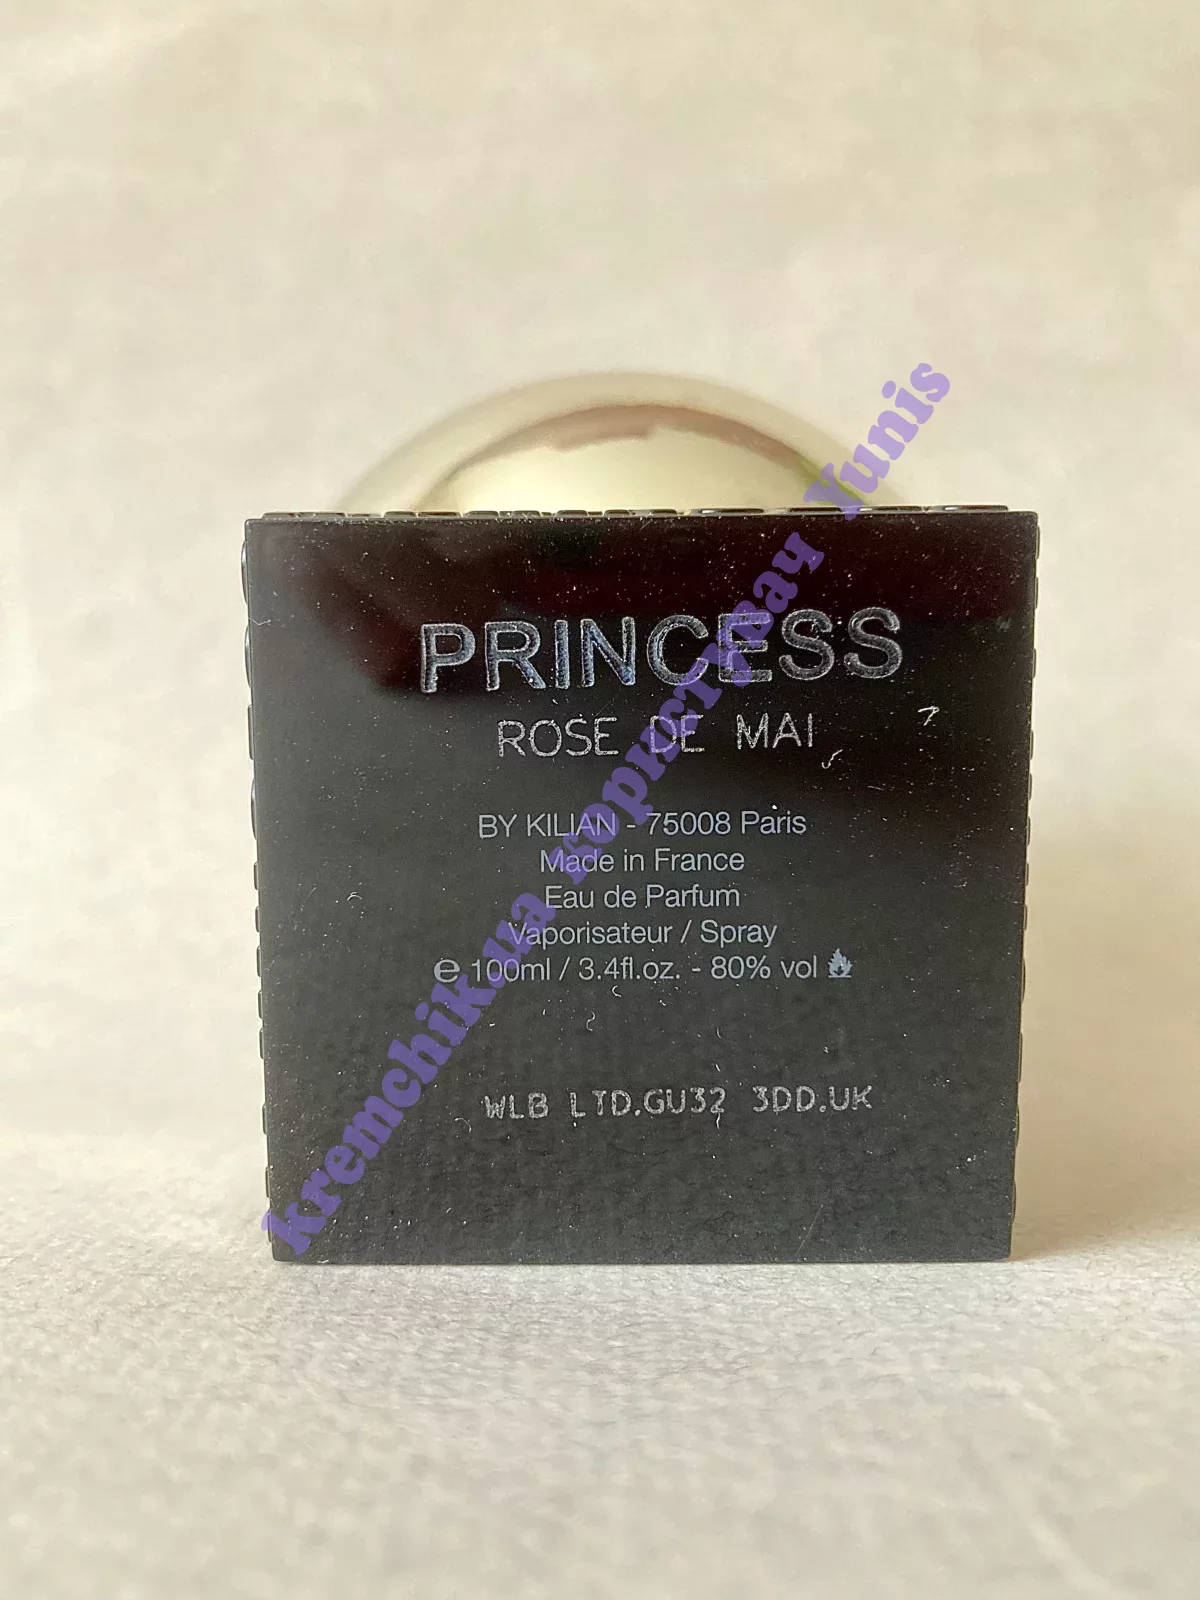 PRINCESS
ROSE DE MAI
BY KILIAN - 75008 Paris
Made in France
Eau de Parfum
Vaporisateur / Spray
℮ 100ml / 3.4fl.oz. - 80% vol
WLB LTD.GU32 3DD.UK
kremchik.ua користувач Yunis